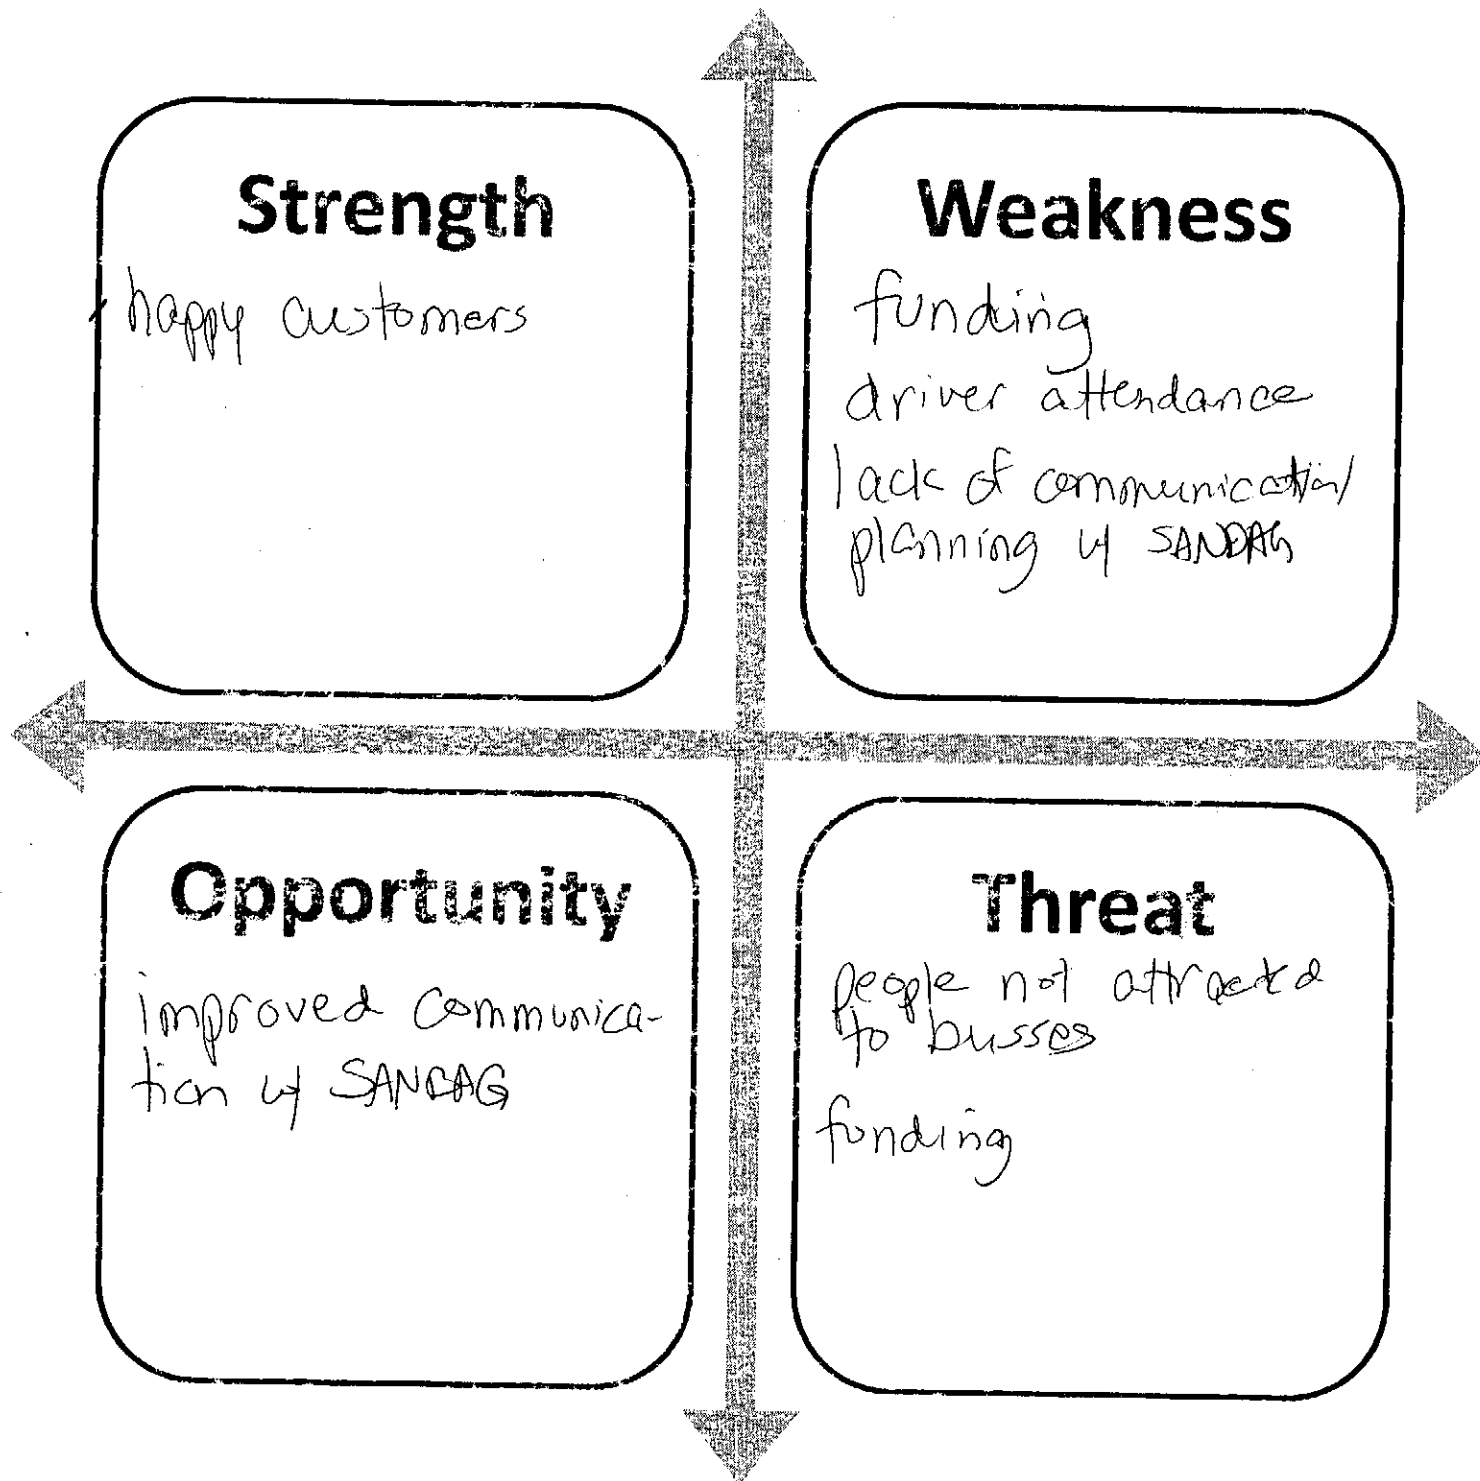 Strength
happy customers
Weakness
funding
driver attendance
lack of communication/
planning w/ SANDAG
Opportunity
improved communica-
tion w/ SANDAG
Threat
people not attracted
to busses
funding